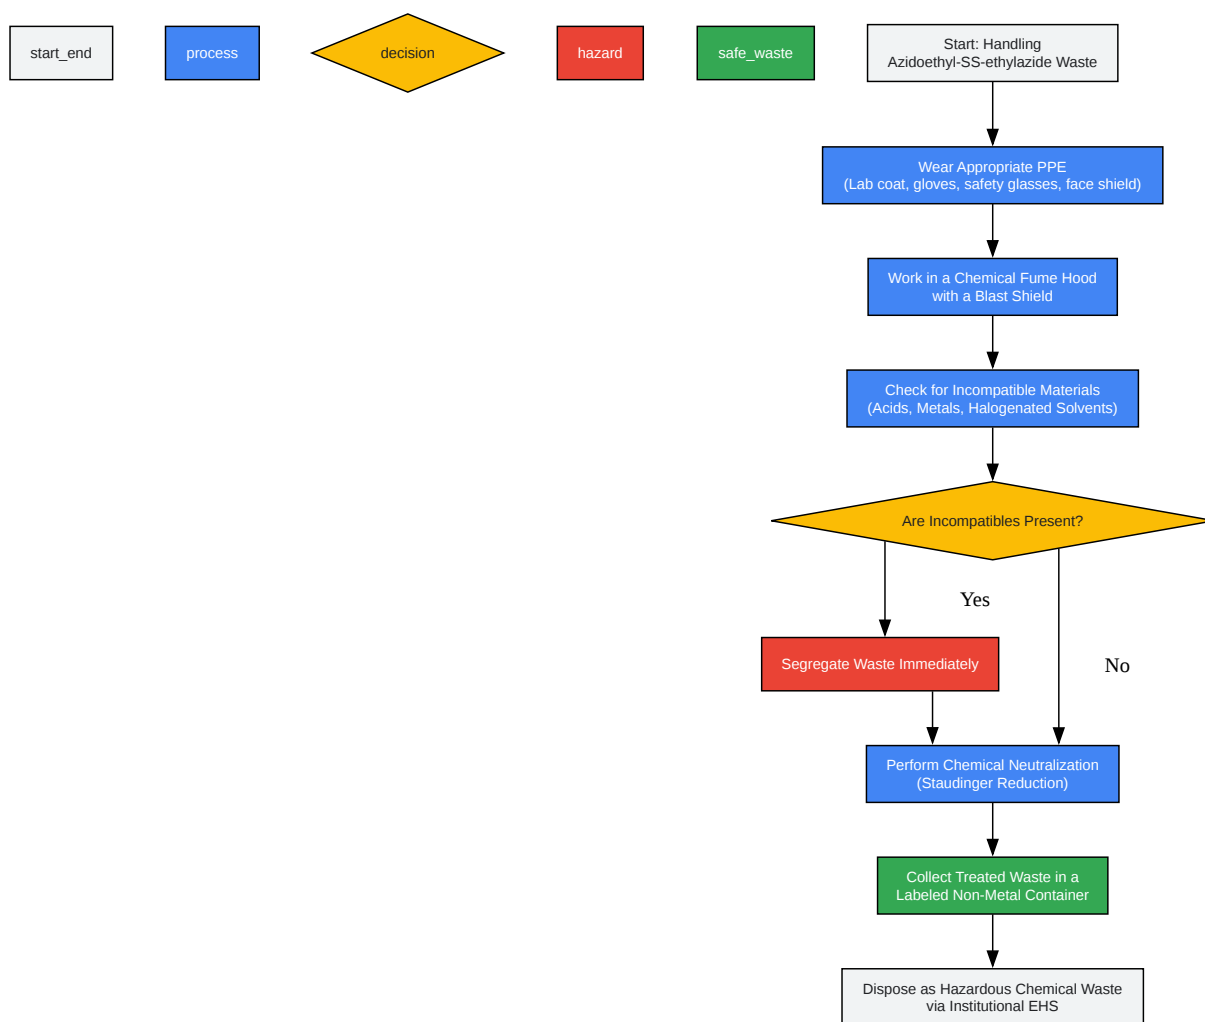 start_end
process
decision
hazard
safe_waste
Start: Handling
Azidoethyl-SS-ethylazide Waste
Wear Appropriate PPE
(Lab coat, gloves, safety glasses, face shield)
Work in a Chemical Fume Hood
with a Blast Shield
Check for Incompatible Materials
(Acids, Metals, Halogenated Solvents)
Are Incompatibles Present?
Yes
Segregate Waste Immediately
No
Perform Chemical Neutralization
(Staudinger Reduction)
Collect Treated Waste in a
Labeled Non-Metal Container
Dispose as Hazardous Chemical Waste
via Institutional EHS